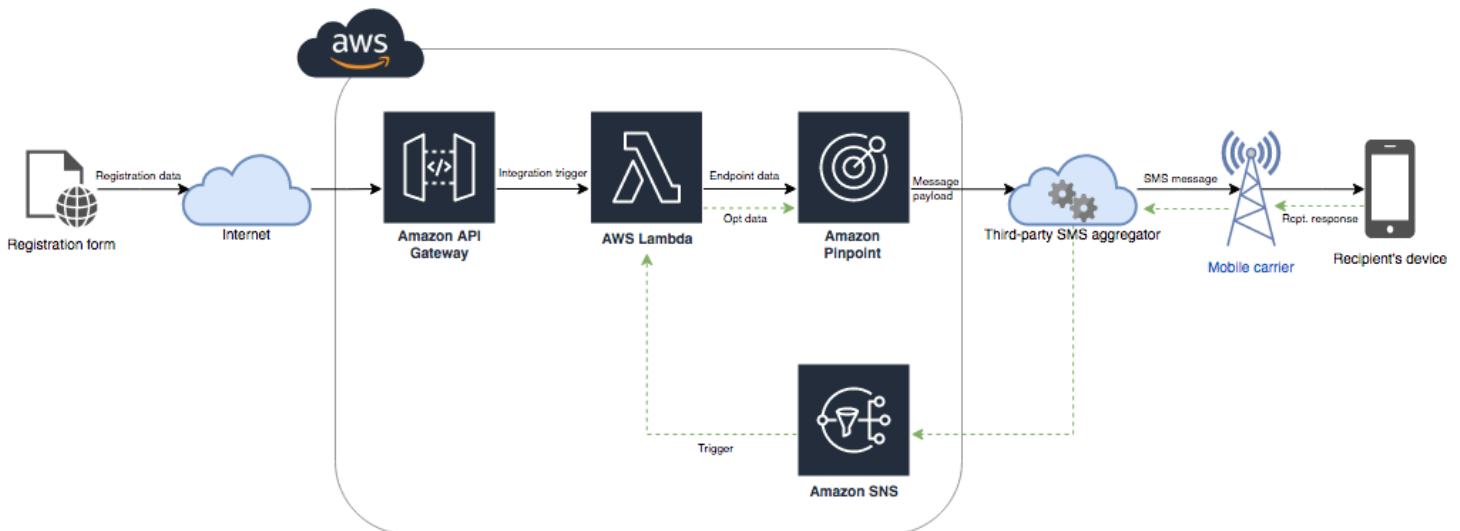 aws
Registration data
Integration trigger
Endpoint data
Message
payload
SMS message
Opt data
Rcpt. response
Registration form
Internet
Amazon API
Gateway
AWS Lambda
Amazon
Pinpoint
Third-party SMS aggregator
Mobile carrier
Recipient's device
Trigger
Amazon SNS